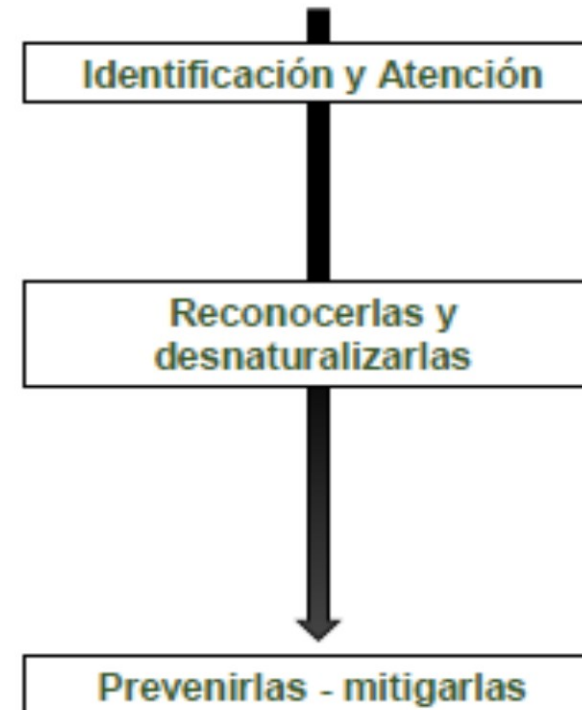 Identificación y Atención
Reconocerlas y
desnaturalizarlas
Prevenirlas - mitigarlas